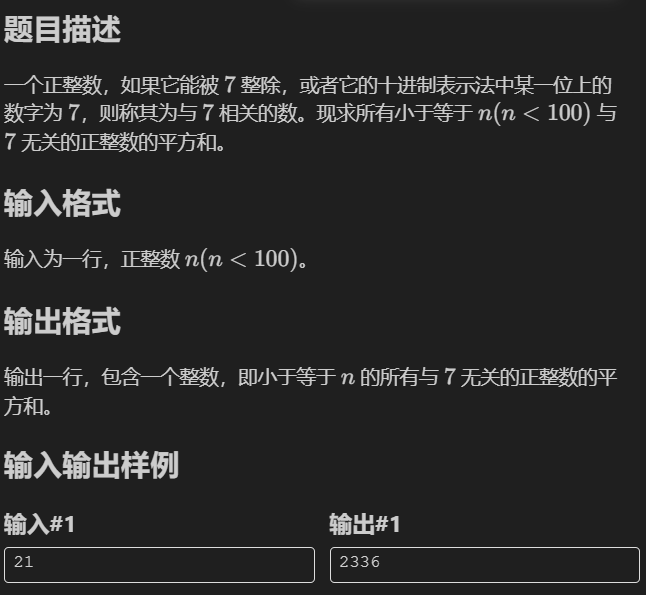 题目描述
一个正整数，如果它能被 7 整除，或者它的十进制表示法中某一位上的
数字为 7，则称其为与 7 相关的数。现求所有小于等于 n(n < 100) 与
7 无关的正整数的平方和。
输入格式
输入为一行，正整数 n(n < 100)。
输出格式
输出一行，包含一个整数，即小于等于 n 的所有与 7 无关的正整数的平
方和。
输入输出样例
输入#1 输出#1
21 2336